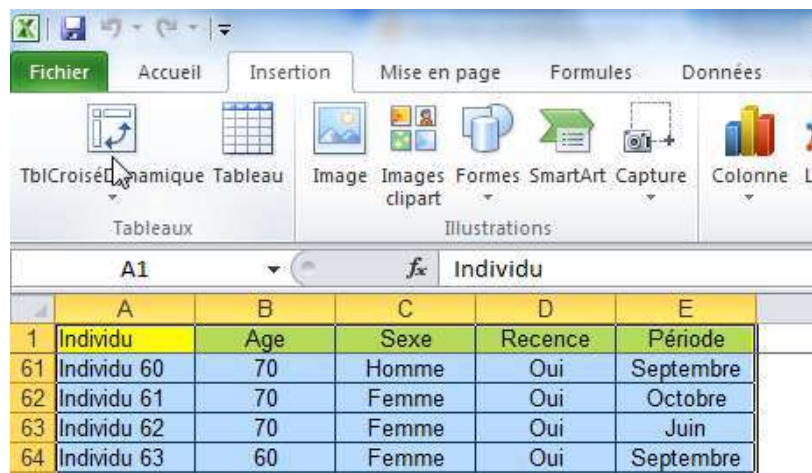 Fichier Accueil Insertion Mise en page Formules Données
TblCroiséDynamique Tableau Image Images clipart Formes SmartArt Capture Colonne L
Tableaux Illustrations
A1 fx Individu
A B C D E
1 Individu Age Sexe Recence Période
61 Individu 60 70 Homme Oui Septembre
62 Individu 61 70 Femme Oui Octobre
63 Individu 62 70 Femme Oui Juin
64 Individu 63 60 Femme Oui Septembre